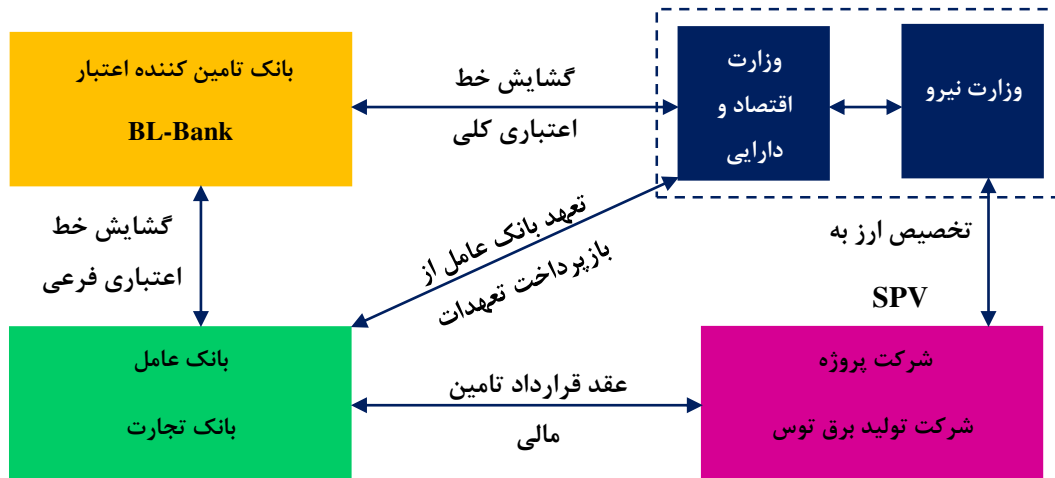 وزارت نیرو
وزارت
اقتصاد و
دارایی
گشایش خط
اعتباری کلی
بانک تامین کننده اعتبار
BL-Bank
تخصیص ارز به
SPV
تعهد بانک عامل از
بازپرداخت تعهدات
گشایش خط
اعتباری فرعی
شرکت پروژه
شرکت تولید برق توس
عقد قرارداد تامین
مالی
بانک عامل
بانک تجارت